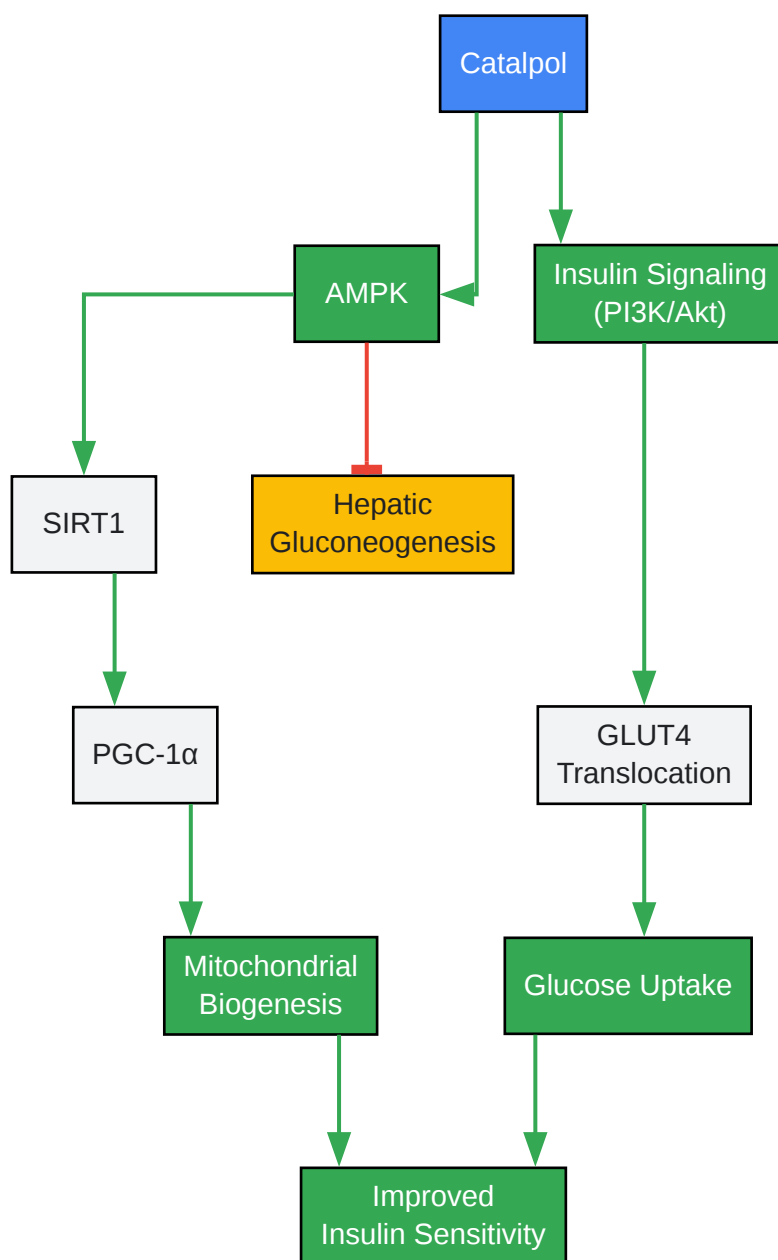 Catalpol
AMPK
Insulin Signaling
(PI3K/Akt)
SIRT1
Hepatic
Gluconeogenesis
PGC-1α
GLUT4
Translocation
Mitochondrial
Biogenesis
Glucose Uptake
Improved
Insulin Sensitivity